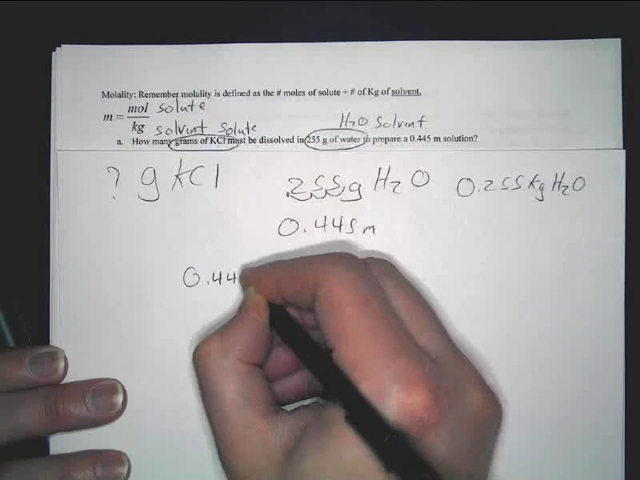 Molality: Remember molality is defined as the # moles of solute ÷ # of Kg of solvent.
m = mol/kg solute
solvent solute H2O solvent
a. How many grams of KCl must be dissolved in 255 g of water to prepare a 0.445 m solution?
? g KCl 255g H2O 0.255kg H2O
0.445 m
0.44